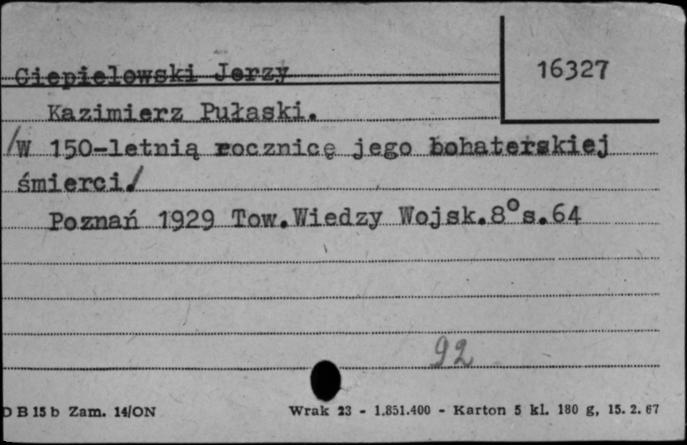 Ciepielowski Jerzy
16327
Kazimierz Pułaski.
/W 150-letnią rocznicę jego bohaterskiej
śmierci/
Poznań 1929 Tow.Wiedzy Wojsk.8°s.64
92
D B 15 b Zam. 14/ON
Wrak 23 - 1.851.400 - Karton 5 kl. 180 g, 15. 2. 67